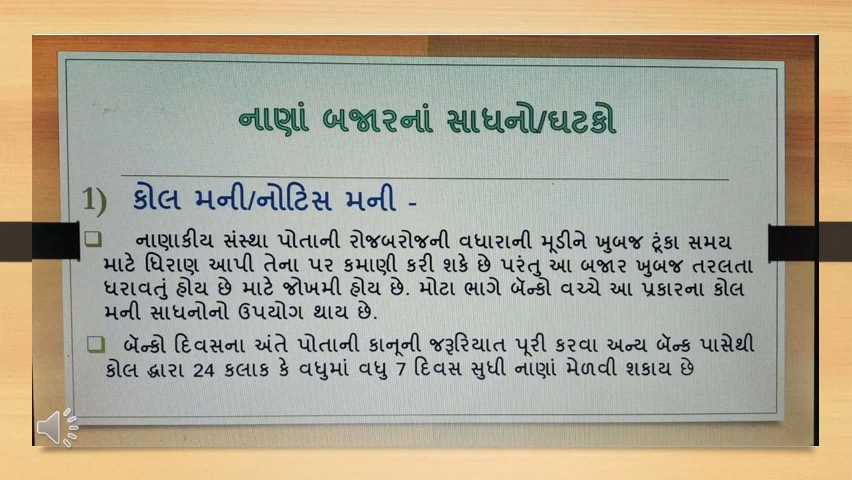 નાણાં બજારનાં સાધનો/ઘટકો
1) કોલ મની/નોટિસ મની -
નાણાકીય સંસ્થા પોતાની રોજબરોજની વધારાની મૂડીને ખુબજ ટૂંકા સમય
માટે ધિરાણ આપી તેના પર કમાણી કરી શકે છે પરંતુ આ બજાર ખુબજ તરલતા
ધરાવતું હોય છે માટે જોખમી હોય છે. મોટા ભાગે બૅન્કો વચ્ચે આ પ્રકારના કોલ
મની સાધનોનો ઉપયોગ થાય છે.
બૅન્કો દિવસના અંતે પોતાની કાનૂની જરૂરિયાત પૂરી કરવા અન્ય બૅન્ક પાસેથી
કોલ દ્વારા 24 કલાક કે વધુમાં વધુ 7 દિવસ સુધી નાણાં મેળવી શકાય છે